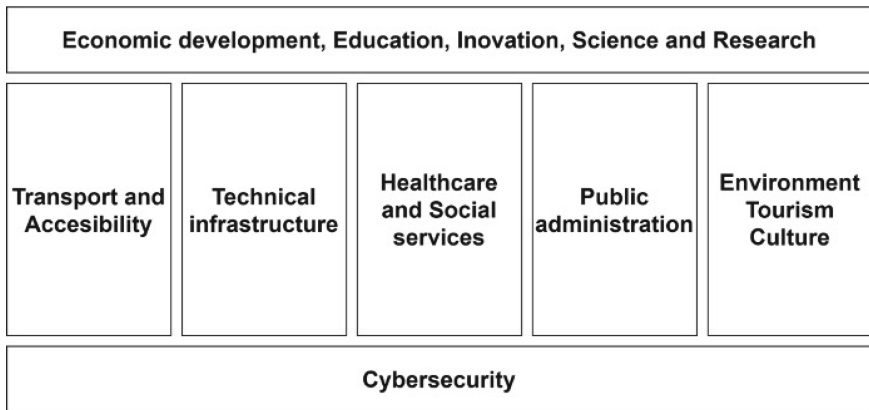 Economic development, Education, Inovation, Science and Research
Transport and
Accesibility
Technical
infrastructure
Healthcare
and Social
services
Public
administration
Environment
Tourism
Culture
Cybersecurity